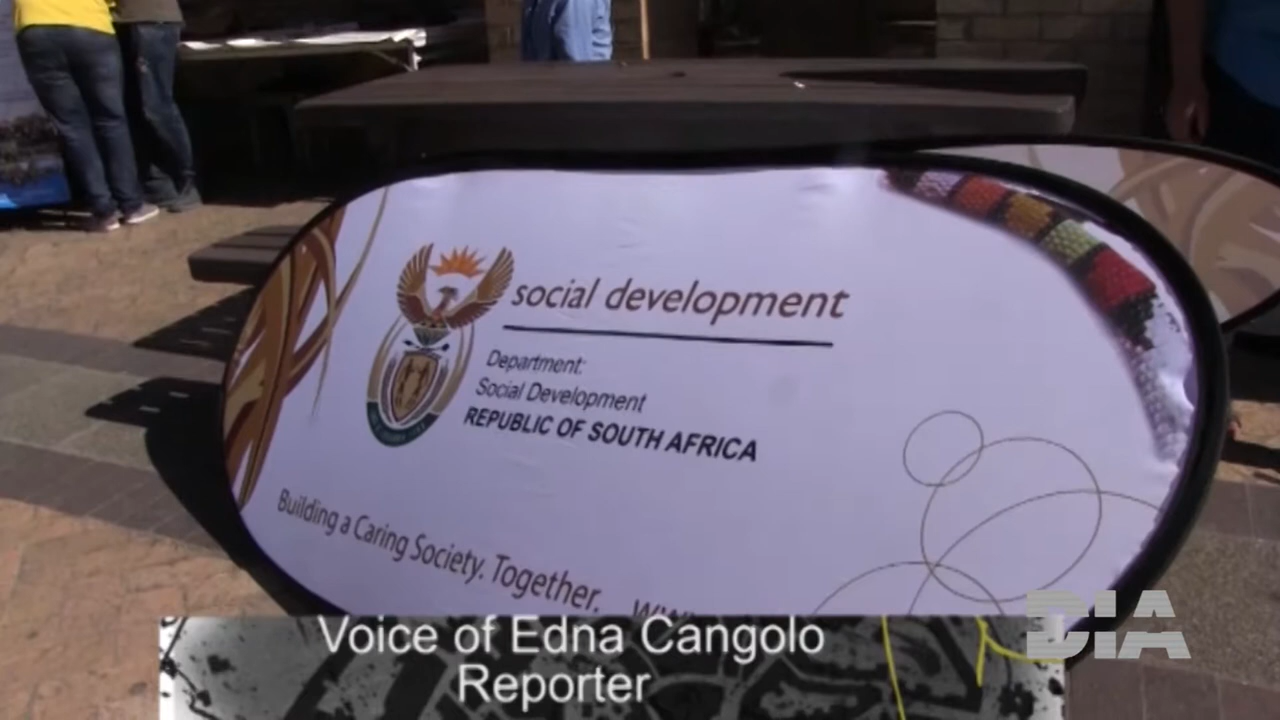 social development
Department:
Social Development
REPUBLIC OF SOUTH AFRICA
Building a Caring Society. Together.
Voice of Edna Cangolo
Reporter
DIA